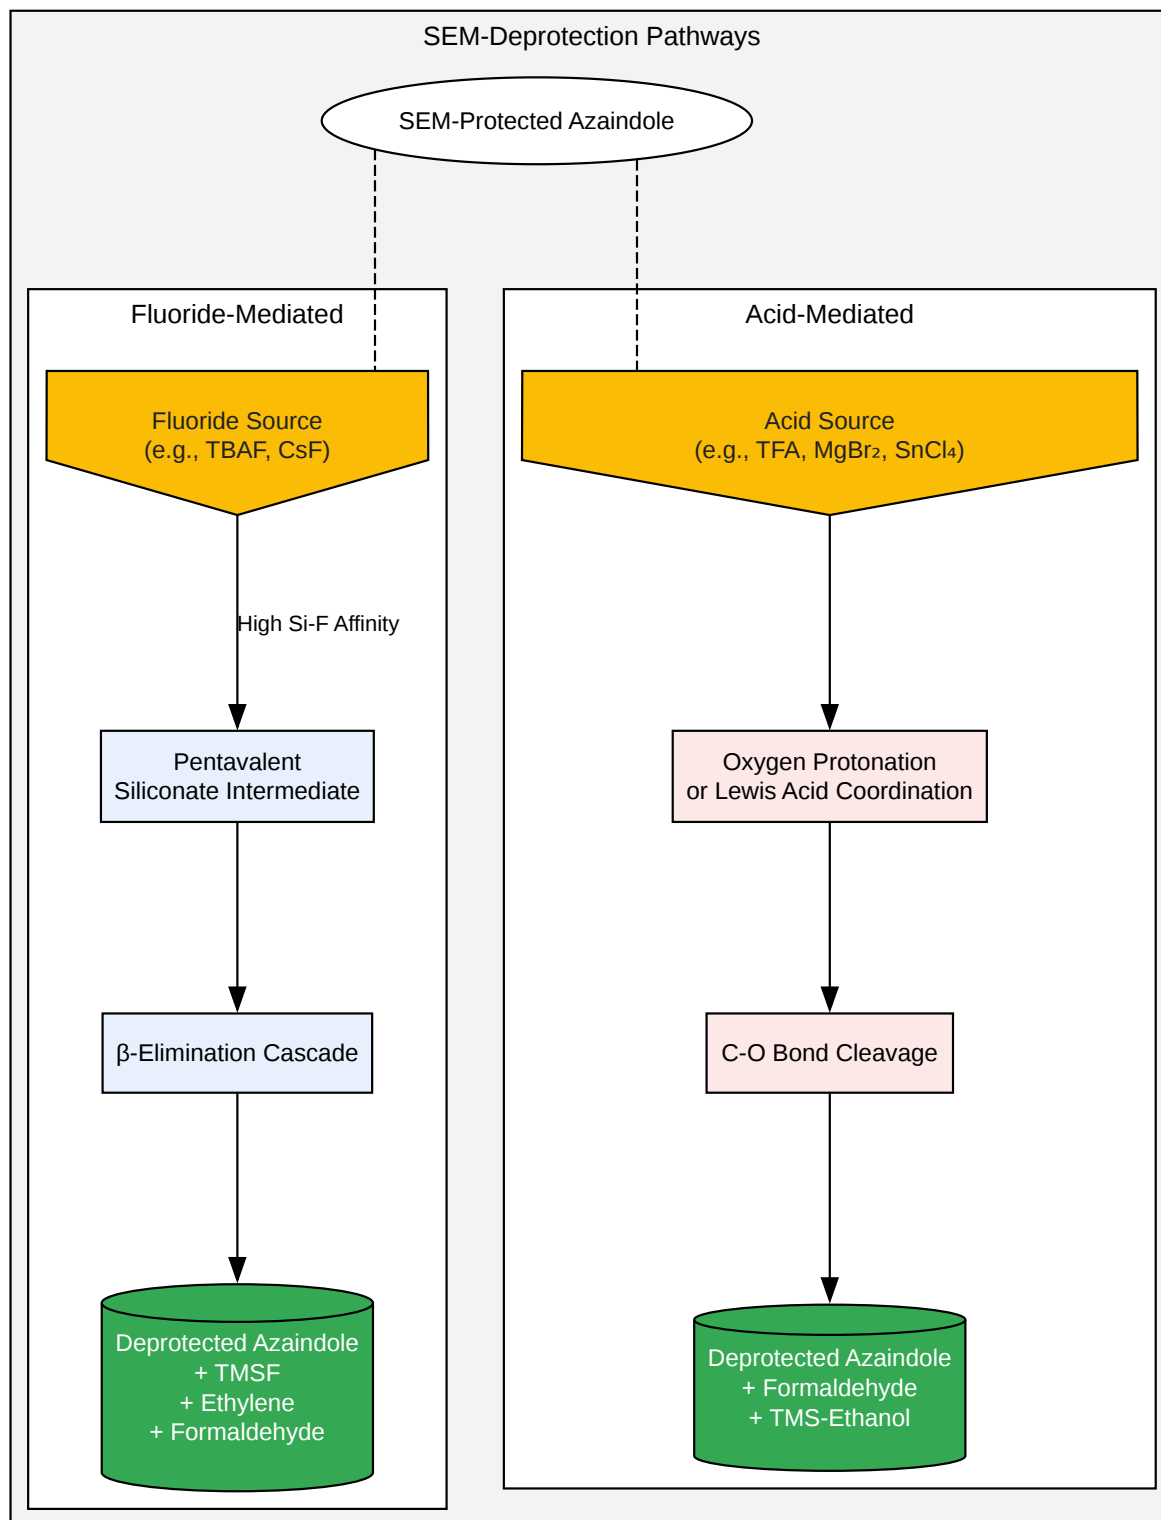 SEM-Deprotection Pathways
SEM-Protected Azaindole
Fluoride-Mediated
Fluoride Source
(e.g., TBAF, CsF)
High Si-F Affinity
Pentavalent
Siliconate Intermediate
β-Elimination Cascade
Deprotected Azaindole
+ TMSF
+ Ethylene
+ Formaldehyde
Acid-Mediated
Acid Source
(e.g., TFA, MgBr₂, SnCl₄)
Oxygen Protonation
or Lewis Acid Coordination
C-O Bond Cleavage
Deprotected Azaindole
+ Formaldehyde
+ TMS-Ethanol